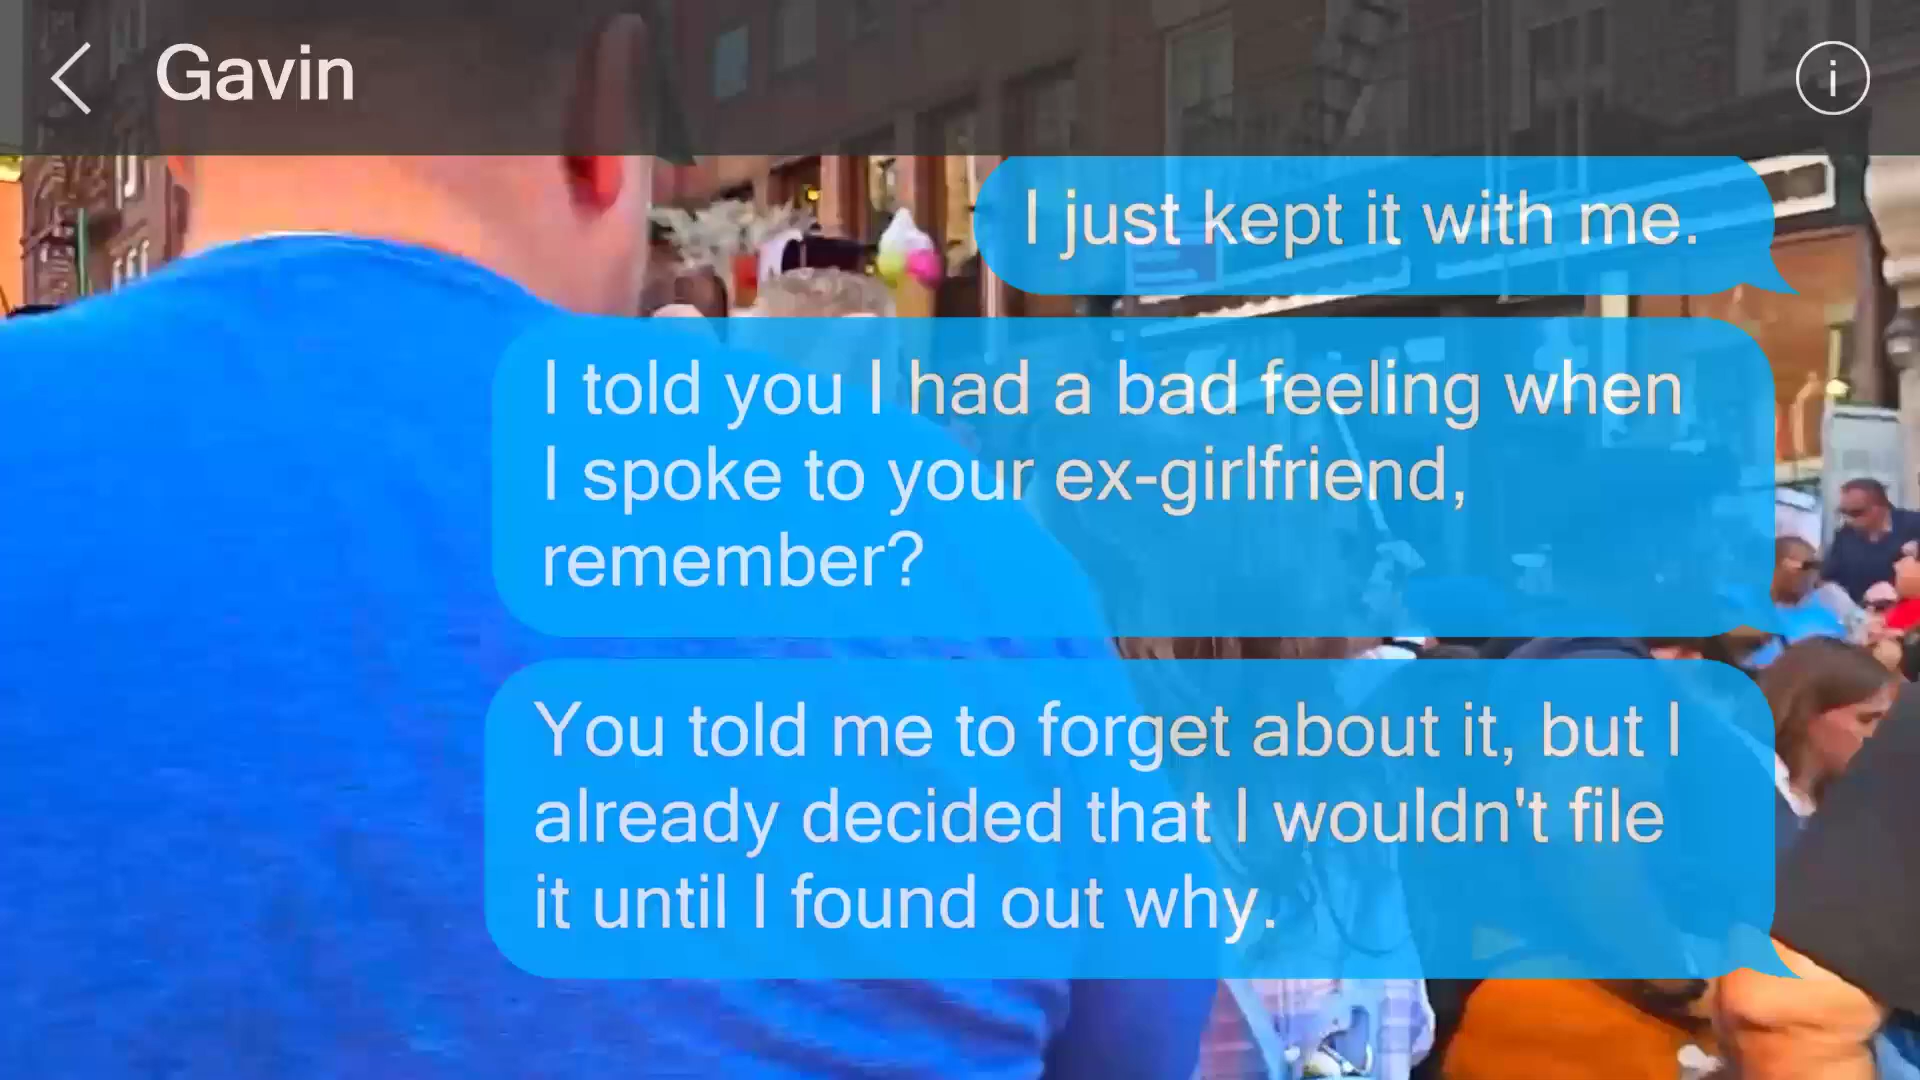 Gavin
I just kept it with me.
I told you I had a bad feeling when
I spoke to your ex-girlfriend,
remember?
You told me to forget about it, but I
already decided that I wouldn't file
it until I found out why.